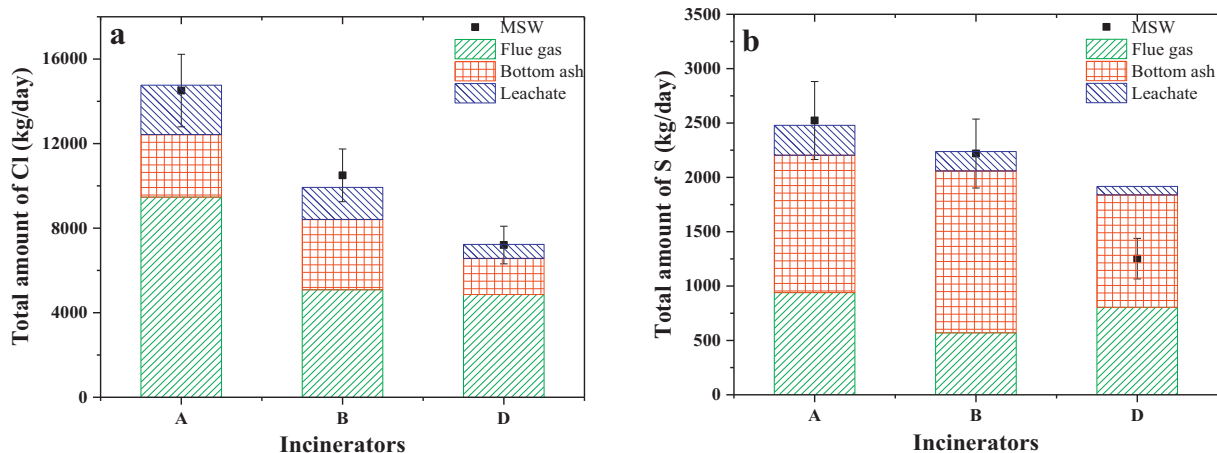 a
MSW
Flue gas
Bottom ash
Leachate
Total amount of Cl (kg/day)
16000
12000
8000
4000
0
A B D
Incinerators
b
MSW
Flue gas
Bottom ash
Leachate
Total amount of S (kg/day)
3500
3000
2500
2000
1500
1000
500
0
A B D
Incinerators